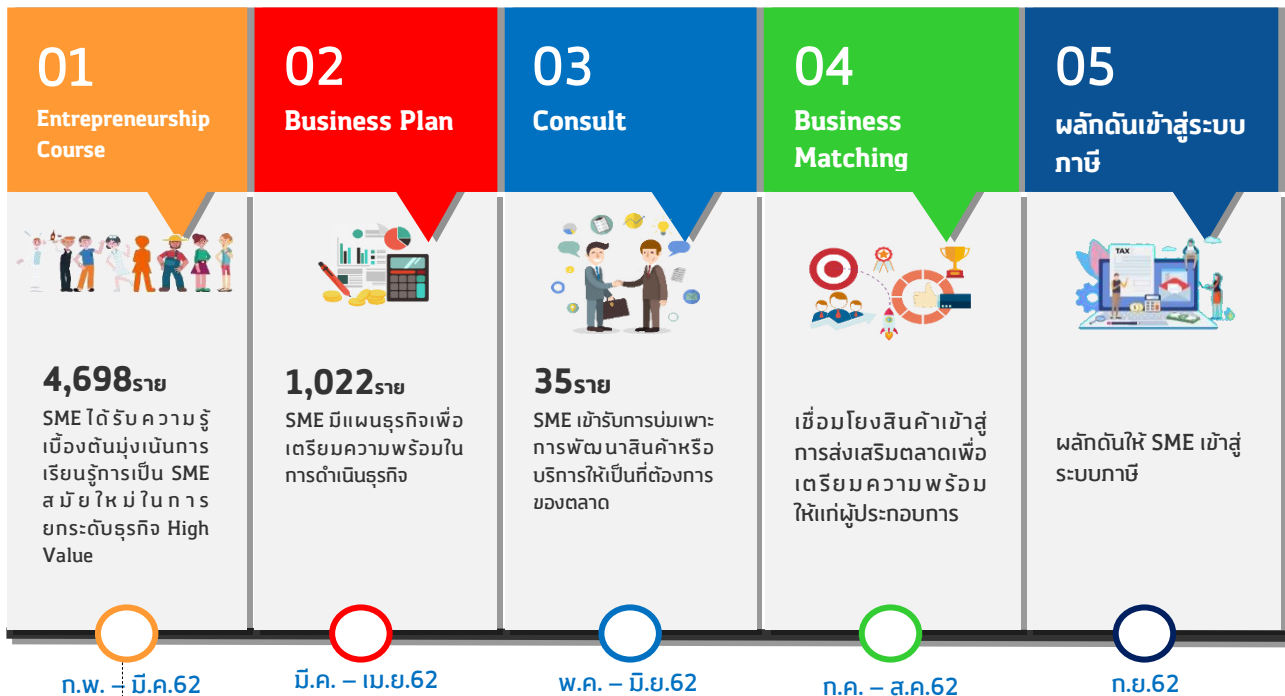 01
Entrepreneurship
Course
4,698ราย
SME ได้รับความรู้
เบื้องต้นมุ่งเน้นการ
เรียนรู้การเป็น SME
สมัยใหม่ในการ
ยกระดับธุรกิจ High
Value
ก.พ. – มี.ค.62
02
Business Plan
1,022ราย
SME มีแผนธุรกิจเพื่อ
เตรียมความพร้อมใน
การดำเนินธุรกิจ
มี.ค. – เม.ย.62
03
Consult
35ราย
SME เข้ารับการบ่มเพาะ
การพัฒนาสินค้าหรือ
บริการให้เป็นที่ต้องการ
ของตลาด
พ.ค. – มิ.ย.62
04
Business
Matching
เชื่อมโยงสินค้าเข้าสู่
การส่งเสริมตลาดเพื่อ
เตรียมความพร้อม
ให้แก่ผู้ประกอบการ
ก.ค. – ส.ค.62
05
ผลักดันเข้าสู่ระบบ
ภาษี
TAX
ผลักดันให้ SME เข้าสู่
ระบบภาษี
ก.ย.62